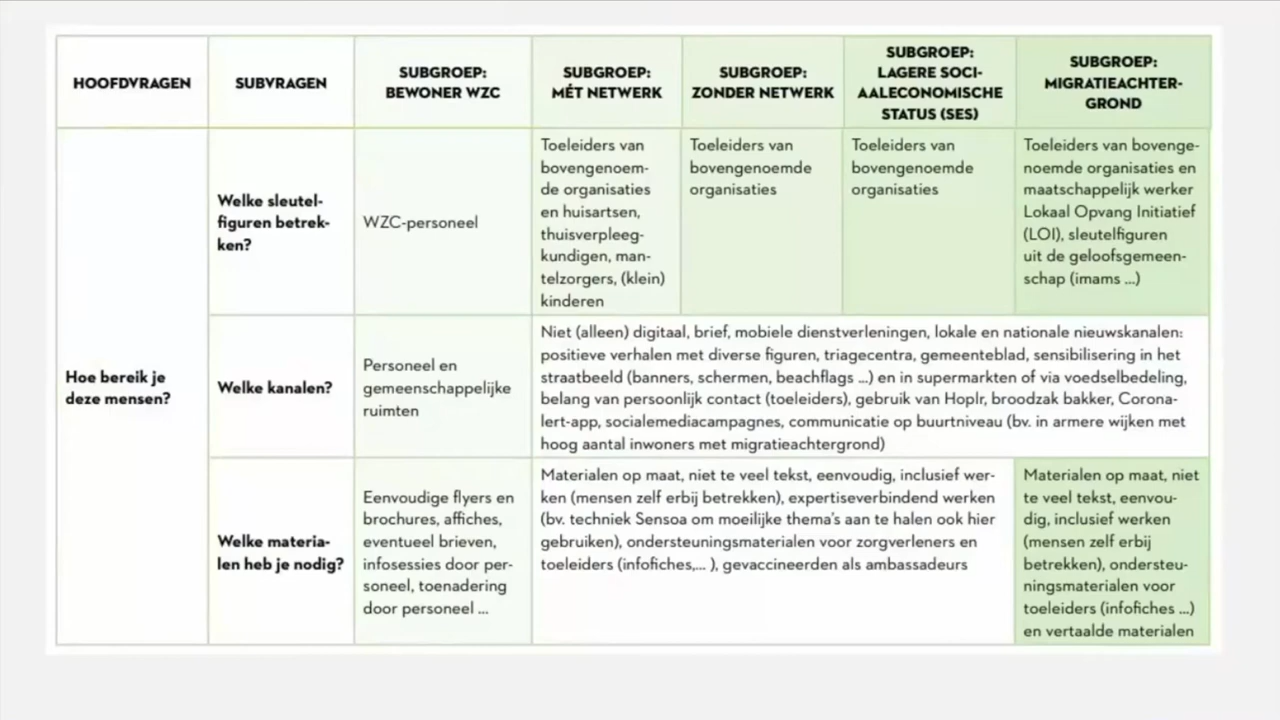 HOOFDVRAGEN
SUBVRAGEN
SUBGROEP:
BEWONER WZC
SUBGROEP:
MÉT NETWERK
SUBGROEP:
ZONDER NETWERK
SUBGROEP:
LAGERE SOCI-
AALECONOMISCHE
STATUS (SES)
SUBGROEP:
MIGRATIEACHTER-
GROND
Hoe bereik je
deze mensen?
Welke sleutel-
figuren betrek-
ken?
WZC-personeel
Toeleiders van
bovengenoem-
de organisaties
en huisartsen,
thuisverpleeg-
kundigen, man-
telzorgers, (klein)
kinderen
Toeleiders van
bovengenoemde
organisaties
Toeleiders van
bovengenoemde
organisaties
Toeleiders van bovenge-
noemde organisaties en
maatschappelijk werker
Lokaal Opvang Initiatief
(LOI), sleutelfiguren
uit de geloofsgemeen-
schap (imams ...)
Welke kanalen?
Personeel en
gemeenschappelijke
ruimten
Niet (alleen) digitaal, brief, mobiele dienstverleningen, lokale en nationale nieuwskanalen:
positieve verhalen met diverse figuren, triagecentra, gemeenteblad, sensibilisering in het
straatbeeld (banners, schermen, beachflags ...) en in supermarkten of via voedselbedeling,
belang van persoonlijk contact (toeleiders), gebruik van Hoplr, broodzak bakker, Corona-
lert-app, socialemediacampagnes, communicatie op buurtniveau (bv. in armere wijken met
hoog aantal inwoners met migratieachtergrond)
Welke materia-
len heb je nodig?
Eenvoudige flyers en
brochures, affiches,
eventueel brieven,
infosessies door per-
soneel, toenadering
door personeel ...
Materialen op maat, niet te veel tekst, eenvoudig, inclusief wer-
ken (mensen zelf erbij betrekken), expertiseverbindend werken
(bv. techniek Sensoa om moeilijke thema's aan te halen ook hier
gebruiken), ondersteuningsmaterialen voor zorgverleners en
toeleiders (infofiches,... ), gevaccineerden als ambassadeurs
Materialen op maat, niet
te veel tekst, eenvou-
dig, inclusief werken
(mensen zelf erbij
betrekken), ondersteu-
ningsmaterialen voor
toeleiders (infofiches ...)
en vertaalde materialen